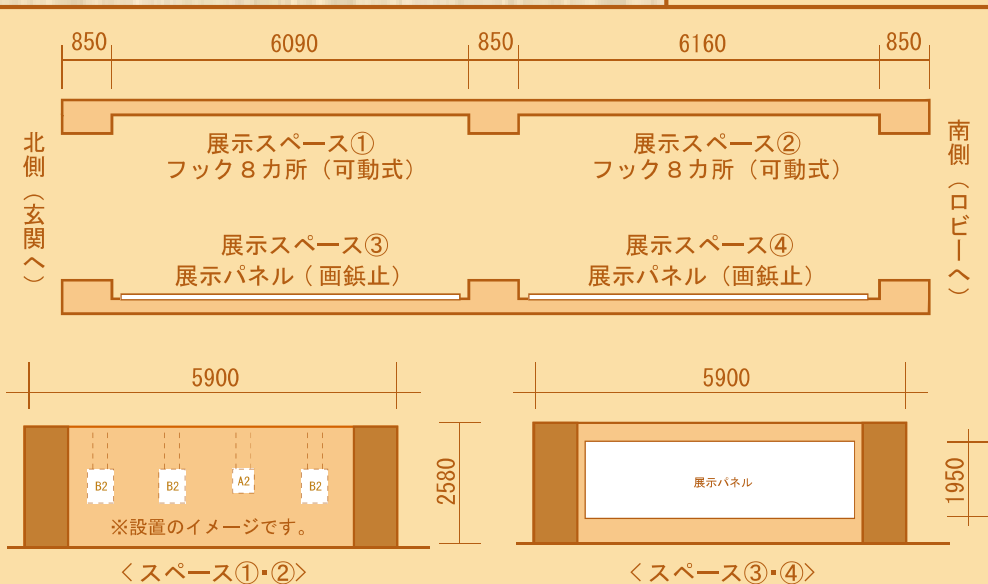 850
6090
850
6160
850
北側（玄関へ）
展示スペース①
フック８カ所（可動式）
展示スペース②
フック８カ所（可動式）
南側（ロビーへ）
展示スペース③
展示パネル（画鋲止）
展示スペース④
展示パネル（画鋲止）
5900
B2
B2
A2
B2
※設置のイメージです。
2580
＜スペース①・②＞
5900
展示パネル
1950
＜スペース③・④＞